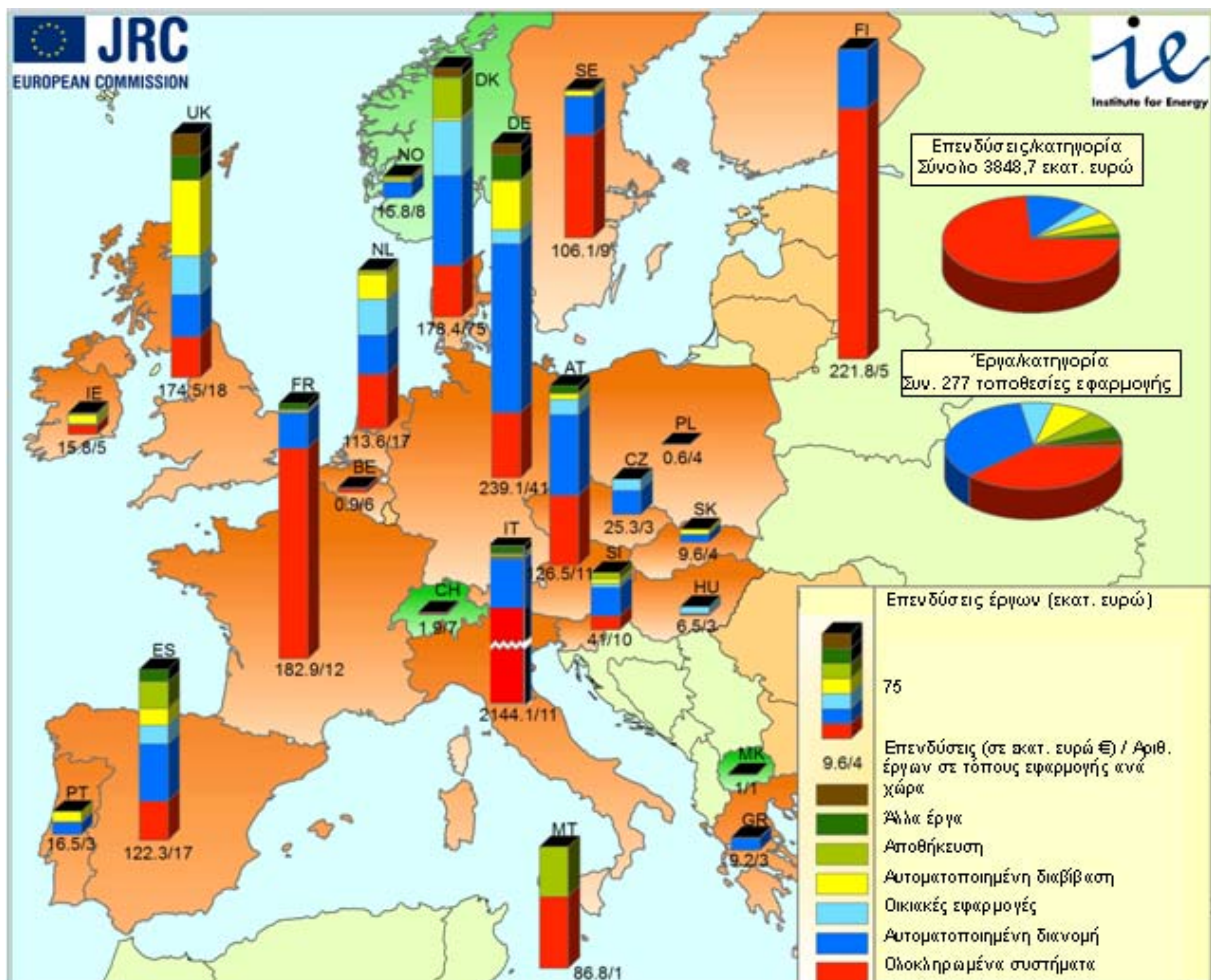 JRC
EUROPEAN COMMISSION
ie
Institute for Energy
UK
174.5/18
IE
15.8/5
NO
15.8/8
DK
178.4/75
NL
113.6/17
DE
239.1/41
SE
106.1/9
FI
221.8/5
FR
182.9/12
BE
0.9/6
AT
126.5/11
PL
0.6/4
CZ
25.3/3
SK
9.6/4
IT
2144.1/11
SI
41/10
HU
6.5/3
CH
1.9/7
ES
122.3/17
PT
16.5/3
MT
86.8/1
MK
1/1
GR
9.2/3
Επενδύσεις/κατηγορία
Σύνολο 3848,7 εκατ. ευρώ
Έργα/κατηγορία
Συν. 277 τοποθεσίες εφαρμογής
Επενδύσεις έργων (εκατ. ευρώ)
75
9.6/4
Επενδύσεις (σε εκατ. ευρώ €) / Αριθ.
έργων σε τόπους εφαρμογής ανά
χώρα
Άλλα έργα
Αποθήκευση
Αυτοματοποιημένη διαβίβαση
Οικιακές εφαρμογές
Αυτοματοποιημένη διανομή
Ολοκληρωμένα συστήματα